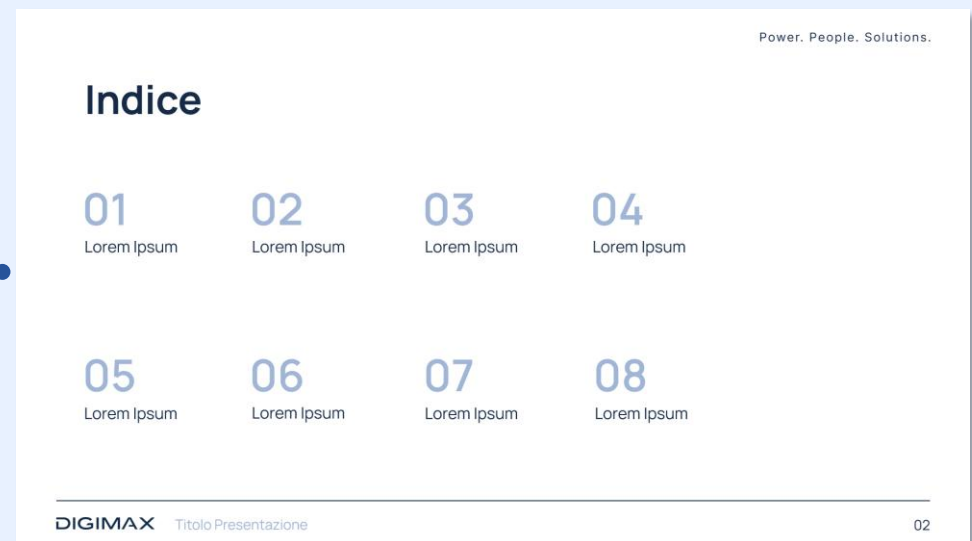 Power. People. Solutions.
Indice
01 02 03 04
Lorem Ipsum Lorem Ipsum Lorem Ipsum Lorem Ipsum
05 06 07 08
Lorem Ipsum Lorem Ipsum Lorem Ipsum Lorem Ipsum
DIGIMAX Titolo Presentazione 02